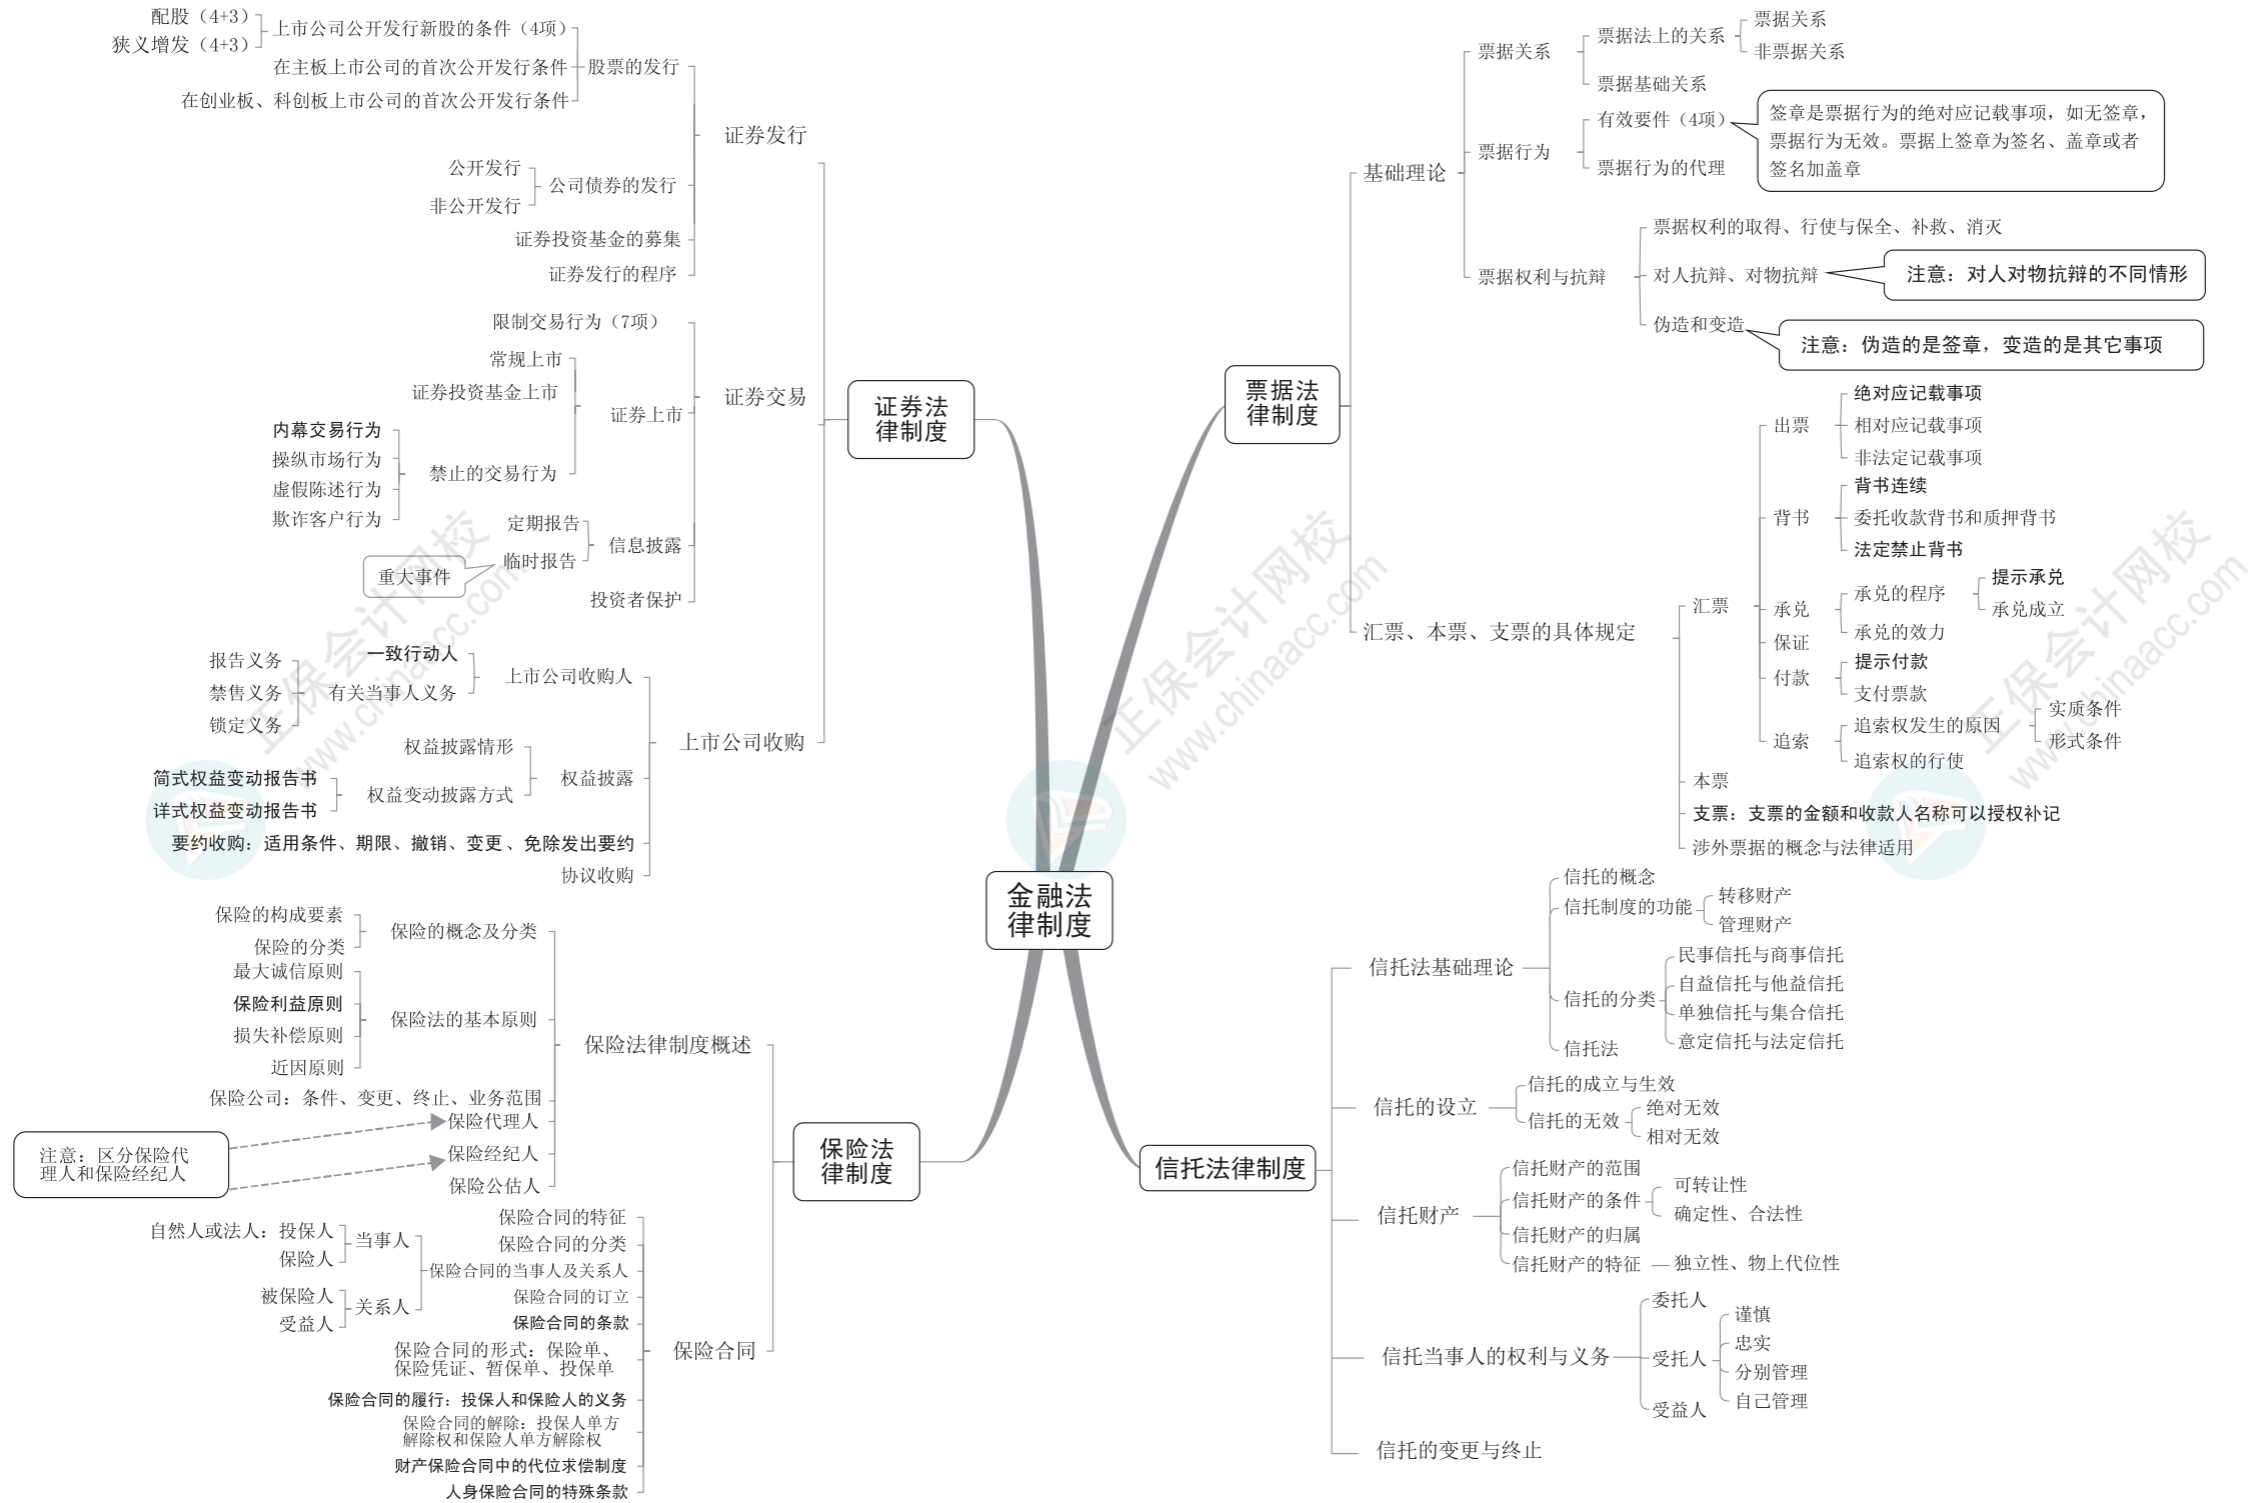 金融法
律制度
证券法
律制度
证券发行
股票的发行
上市公司公开发行新股的条件（4项）
配股（4+3）
狭义增发（4+3）
在主板上市公司的首次公开发行条件
在创业板、科创板上市公司的首次公开发行条件
公司债券的发行
公开发行
非公开发行
证券投资基金的募集
证券发行的程序
证券交易
限制交易行为（7项）
证券上市
常规上市
证券投资基金上市
禁止的交易行为
内幕交易行为
操纵市场行为
虚假陈述行为
欺诈客户行为
信息披露
定期报告
临时报告
重大事件
投资者保护
上市公司收购
上市公司收购人
一致行动人
有关当事人义务
报告义务
禁售义务
锁定义务
权益披露
权益披露情形
权益变动披露方式
简式权益变动报告书
详式权益变动报告书
要约收购：适用条件、期限、撤销、变更、免除发出要约
协议收购
保险法
律制度
保险法律制度概述
保险的概念及分类
保险的构成要素
保险的分类
保险法的基本原则
最大诚信原则
保险利益原则
损失补偿原则
近因原则
保险公司：条件、变更、终止、业务范围
保险代理人
保险经纪人
保险公估人
注意：区分保险代
理人和保险经纪人
保险合同
保险合同的特征
保险合同的分类
保险合同的当事人及关系人
当事人
自然人或法人：投保人
保险人
关系人
被保险人
受益人
保险合同的订立
保险合同的条款
保险合同的形式：保险单、
保险凭证、暂保单、投保单
保险合同的履行：投保人和保险人的义务
保险合同的解除：投保人单方
解除权和保险人单方解除权
财产保险合同中的代位求偿制度
人身保险合同的特殊条款
票据法
律制度
基础理论
票据关系
票据法上的关系
票据关系
非票据关系
票据基础关系
票据行为
有效要件（4项）
签章是票据行为的绝对应记载事项，如无签章，
票据行为无效。票据上签章为签名、盖章或者
签名加盖章
票据行为的代理
票据权利与抗辩
票据权利的取得、行使与保全、补救、消灭
对人抗辩、对物抗辩
注意：对人对物抗辩的不同情形
伪造和变造
注意：伪造的是签章，变造的是其它事项
汇票、本票、支票的具体规定
汇票
出票
绝对应记载事项
相对应记载事项
非法定记载事项
背书
背书连续
委托收款背书和质押背书
法定禁止背书
承兑
承兑的程序
提示承兑
承兑成立
承兑的效力
保证
付款
提示付款
支付票款
追索
追索权发生的原因
实质条件
形式条件
追索权的行使
本票
支票：支票的金额和收款人名称可以授权补记
涉外票据的概念与法律适用
信托法律制度
信托法基础理论
信托的概念
信托制度的功能
转移财产
管理财产
信托的分类
民事信托与商事信托
自益信托与他益信托
单独信托与集合信托
意定信托与法定信托
信托法
信托的设立
信托的成立与生效
信托的无效
绝对无效
相对无效
信托财产
信托财产的范围
信托财产的条件
可转让性
确定性、合法性
信托财产的归属
信托财产的特征
独立性、物上代位性
信托当事人的权利与义务
委托人
受托人
谨慎
忠实
分别管理
自己管理
受益人
信托的变更与终止
正保会计网校
www.chinaacc.com
正保会计网校
www.chinaacc.com
正保会计网校
www.chinaacc.com